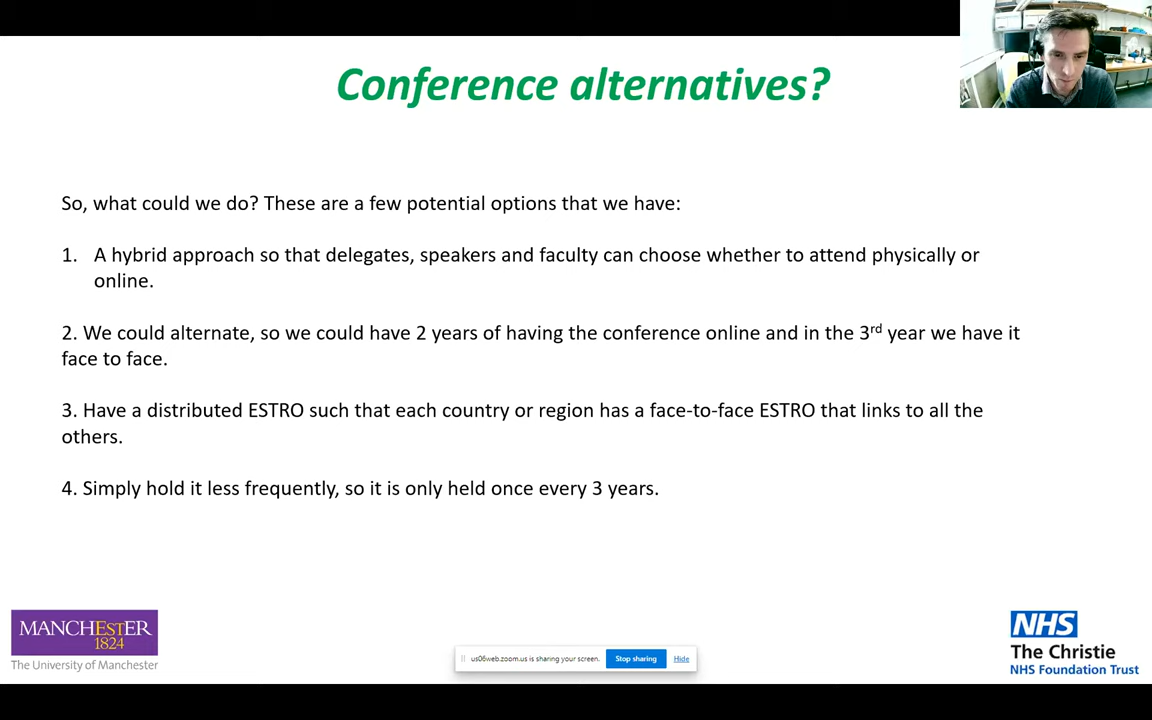 Conference alternatives?
So, what could we do? These are a few potential options that we have:
1. A hybrid approach so that delegates, speakers and faculty can choose whether to attend physically or
online.
2. We could alternate, so we could have 2 years of having the conference online and in the 3rd year we have it
face to face.
3. Have a distributed ESTRO such that each country or region has a face-to-face ESTRO that links to all the
others.
4. Simply hold it less frequently, so it is only held once every 3 years.
MANCHESTER
1824
The University of Manchester
us06web.zoom.us is sharing your screen.
Stop sharing
Hide
NHS
The Christie
NHS Foundation Trust